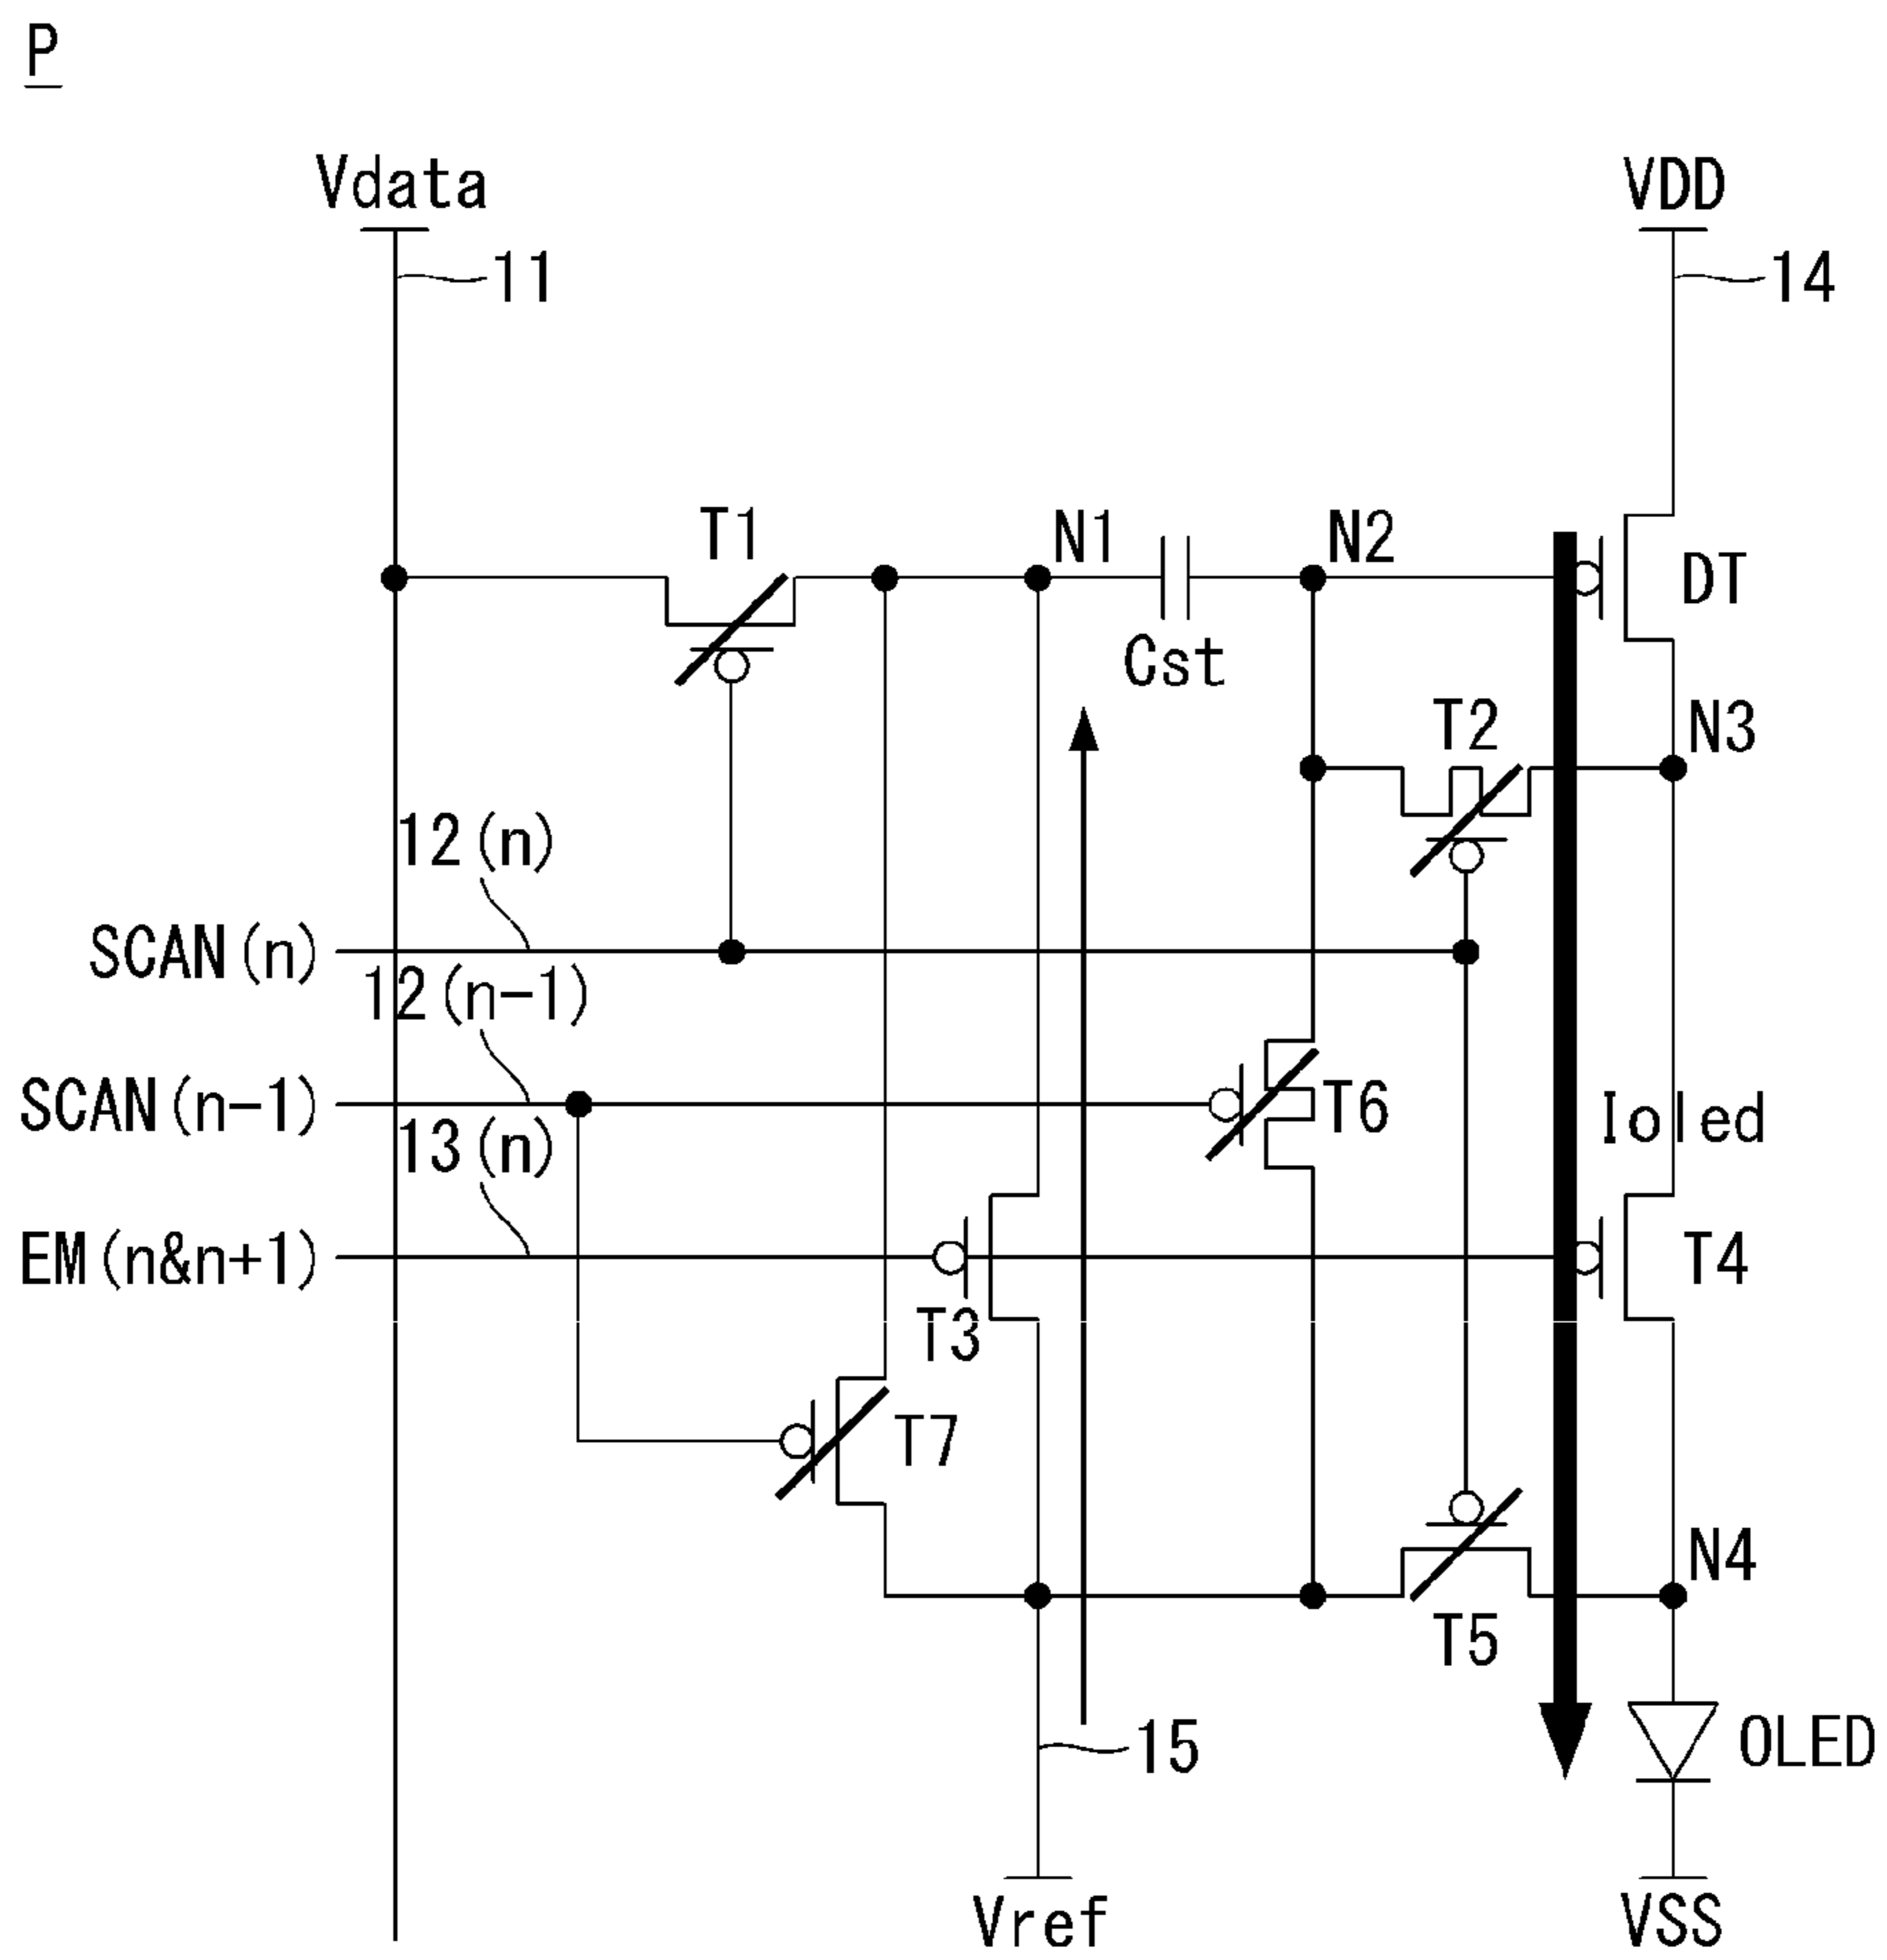 P
Vdata
VDD
11
14
T1
N1
N2
DT
Cst
T2
N3
12(n)
SCAN(n)
12(n-1)
SCAN(n-1)
T6
Ioled
13(n)
EM(n&n+1)
T4
T3
T7
N4
T5
15
OLED
Vref
VSS